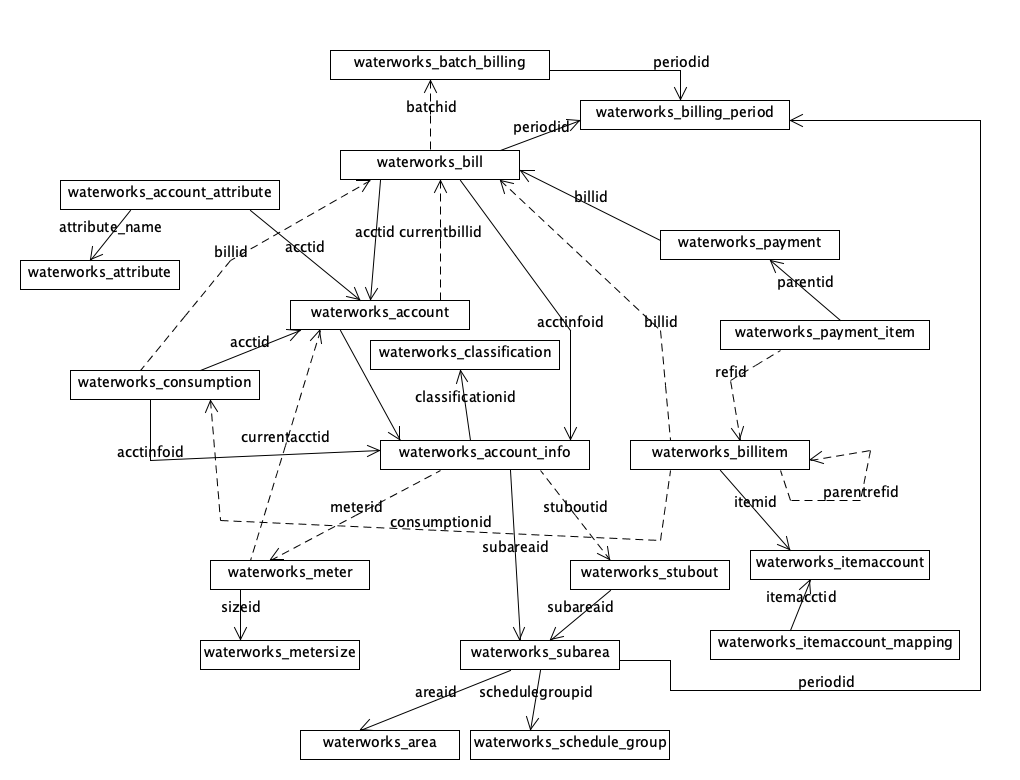 waterworks_batch_billing
periodid
batchid
waterworks_billing_period
periodid
waterworks_bill
waterworks_account_attribute
billid
attribute_name
acctid
acctid
currentbillid
waterworks_payment
billid
waterworks_attribute
parentid
waterworks_account
acctinfoid
billid
waterworks_payment_item
acctid
waterworks_classification
refid
waterworks_consumption
classificationid
currentacctid
acctinfoid
waterworks_account_info
waterworks_billitem
parentrefid
meterid
stuboutid
itemid
consumptionid
subareaid
waterworks_meter
waterworks_stubout
waterworks_itemaccount
sizeid
subareaid
itemacctid
waterworks_metersize
waterworks_subarea
waterworks_itemaccount_mapping
periodid
areaid
schedulegroupid
waterworks_area
waterworks_schedule_group